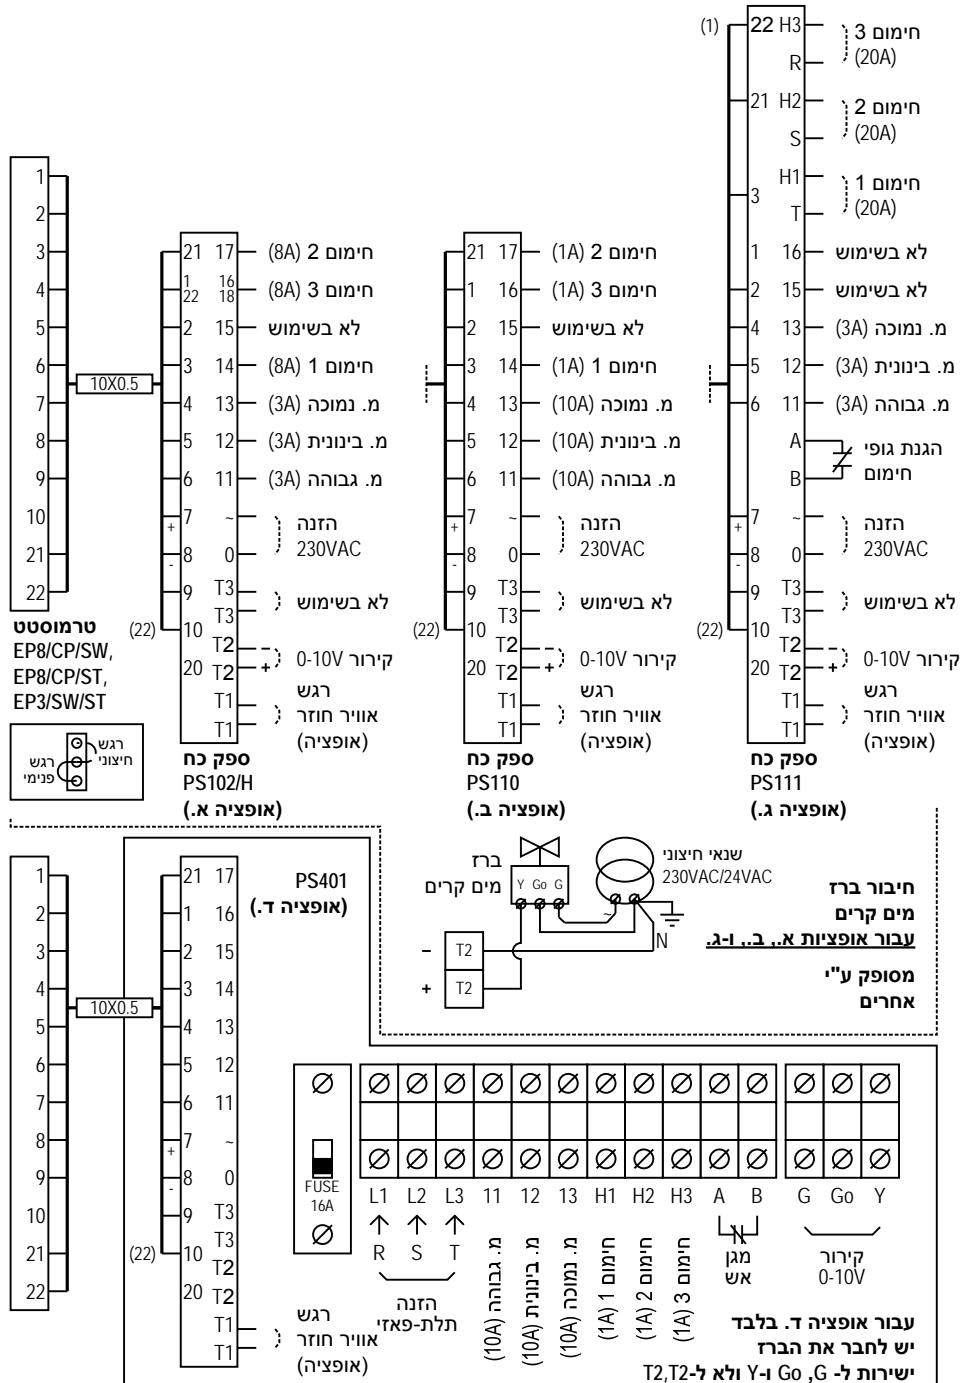 1
2
3
4
5
6
7
8
9
10
21
22
טרמוסטט
EP8/CP/SW,
EP8/CP/ST,
EP3/SW/ST
רגש
חיצוני
רגש
פנימי
10X0.5
21 17 חימום 2 (8A)
1 16
22 18 חימום 3 (8A)
2 15 לא בשימוש
3 14 חימום 1 (8A)
4 13 מ. נמוכה (3A)
5 12 מ. בינונית (3A)
6 11 מ. גבוהה (3A)
+ 7 ~ הזנה
- 8 0 230VAC
9 T3
T3 לא בשימוש
(22) 10 T2
20 T2 + קירור 0-10V
T1 רגש
T1 אוויר חוזר
(אופציה)
ספק כח
PS102/H
(אופציה א.)
21 17 חימום 2 (1A)
1 16 חימום 3 (1A)
2 15 לא בשימוש
3 14 חימום 1 (1A)
4 13 מ. נמוכה (10A)
5 12 מ. בינונית (10A)
6 11 מ. גבוהה (10A)
+ 7 ~ הזנה
- 8 0 230VAC
9 T3
T3 לא בשימוש
(22) 10 T2
20 T2 + קירור 0-10V
T1 רגש
T1 אוויר חוזר
(אופציה)
ספק כח
PS110
(אופציה ב.)
(1) 22 H3 חימום 3
R (20A)
21 H2 חימום 2
S (20A)
3 H1 חימום 1
T (20A)
1 16 לא בשימוש
2 15 לא בשימוש
4 13 מ. נמוכה (3A)
5 12 מ. בינונית (3A)
6 11 מ. גבוהה (3A)
A הגנת גופי
B חימום
+ 7 ~ הזנה
- 8 0 230VAC
9 T3
T3 לא בשימוש
(22) 10 T2
20 T2 + קירור 0-10V
T1 רגש
T1 אוויר חוזר
(אופציה)
ספק כח
PS111
(אופציה ג.)
ברז
מים קרים
Y Go G
שנאי חיצוני
230VAC/24VAC
~
N
- T2
+ T2
חיבור ברז
מים קרים
עבור אופציות א., ב., ו-ג.
מסופק ע"י
אחרים
1
2
3
4
5
6
7
8
9
10
21
22
10X0.5
PS401
(אופציה ד.)
21 17
1 16
2 15
3 14
4 13
5 12
6 11
+ 7 ~
- 8 0
9 T3
T3
(22) 10 T2
20 T2
T1 רגש
T1 אוויר חוזר
(אופציה)
FUSE
16A
L1 L2 L3 11 12 13 H1 H2 H3 A B G Go Y
R S T
הזנה
תלת-פאזי
מ. גבוהה (10A)
מ. בינונית (10A)
מ. נמוכה (10A)
חימום 1 (1A)
חימום 2 (1A)
חימום 3 (1A)
מגן
אש
קירור
0-10V
עבור אופציה ד. בלבד
יש לחבר את הברז
ישירות ל- G, Go ו-Y ולא ל-T2,T2